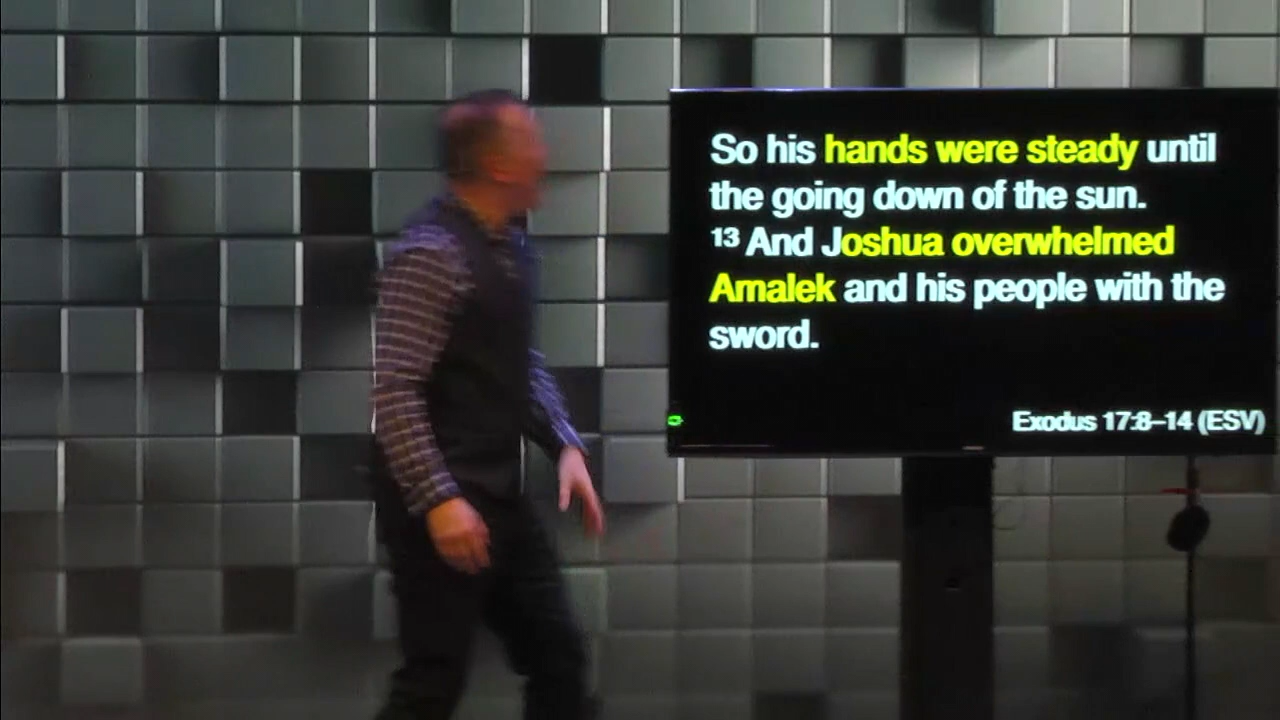 So his hands were steady until
the going down of the sun.
13 And Joshua overwhelmed
Amalek and his people with the
sword.
Exodus 17:8–14 (ESV)